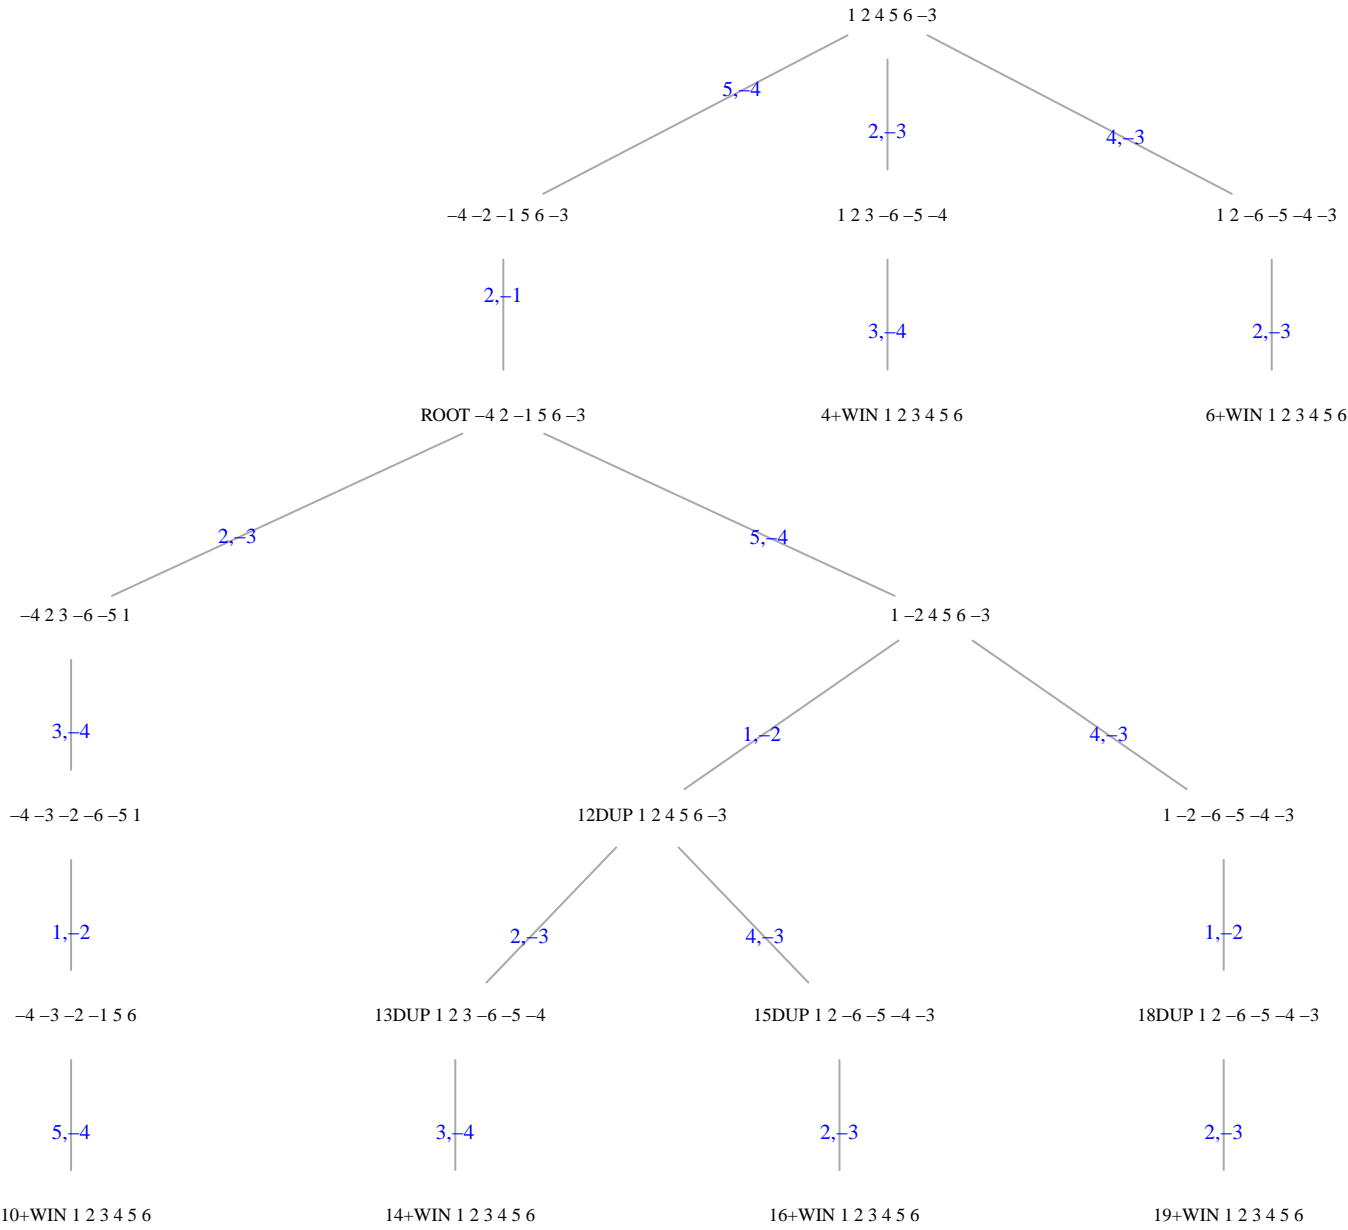 1 2 4 5 6 –3
5,–4
2,–3
4,–3
–4 –2 –1 5 6 –3
1 2 3 –6 –5 –4
1 2 –6 –5 –4 –3
2,–1
3,–4
2,–3
ROOT –4 2 –1 5 6 –3
4+WIN 1 2 3 4 5 6
6+WIN 1 2 3 4 5 6
2,–3
5,–4
–4 2 3 –6 –5 1
1 –2 4 5 6 –3
3,–4
1,–2
4,–3
–4 –3 –2 –6 –5 1
12DUP 1 2 4 5 6 –3
1 –2 –6 –5 –4 –3
1,–2
2,–3
4,–3
1,–2
–4 –3 –2 –1 5 6
13DUP 1 2 3 –6 –5 –4
15DUP 1 2 –6 –5 –4 –3
18DUP 1 2 –6 –5 –4 –3
5,–4
3,–4
2,–3
2,–3
10+WIN 1 2 3 4 5 6
14+WIN 1 2 3 4 5 6
16+WIN 1 2 3 4 5 6
19+WIN 1 2 3 4 5 6